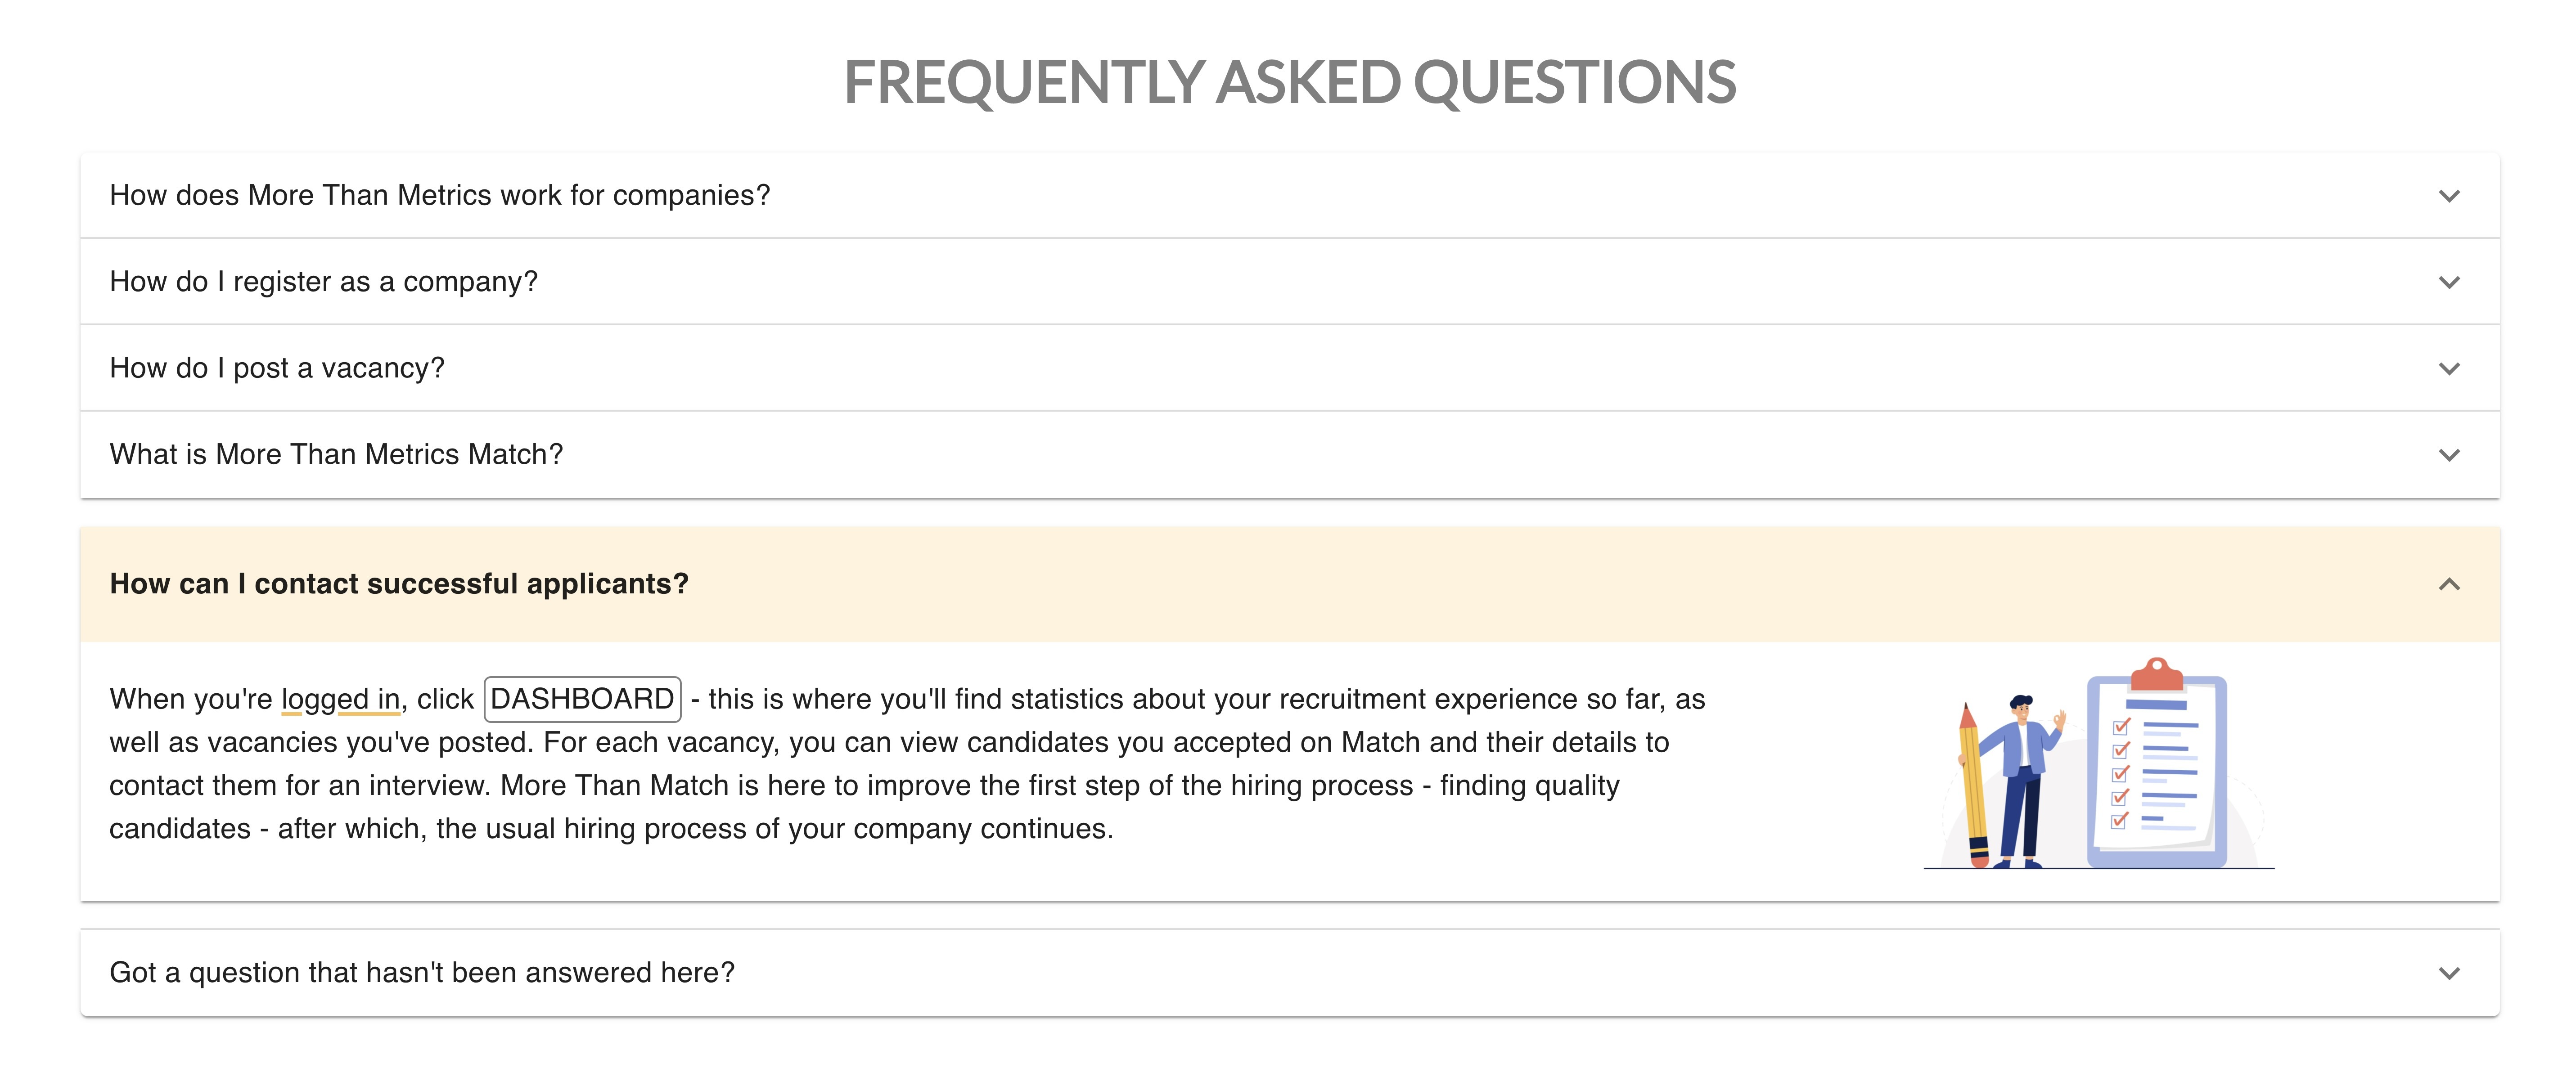 FREQUENTLY ASKED QUESTIONS
How does More Than Metrics work for companies?
How do I register as a company?
How do I post a vacancy?
What is More Than Metrics Match?
How can I contact successful applicants?
When you're logged in, click DASHBOARD - this is where you'll find statistics about your recruitment experience so far, as
well as vacancies you've posted. For each vacancy, you can view candidates you accepted on Match and their details to
contact them for an interview. More Than Match is here to improve the first step of the hiring process - finding quality
candidates - after which, the usual hiring process of your company continues.
Got a question that hasn't been answered here?